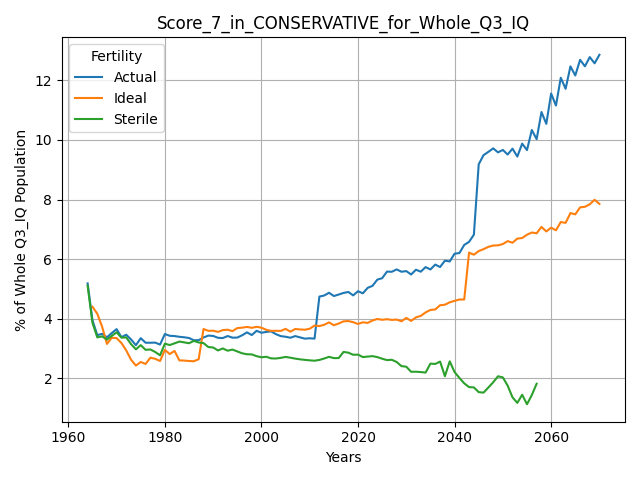 Score_7_in_CONSERVATIVE_for_Whole_Q3_IQ
Fertility
Actual
Ideal
Sterile
% of Whole Q3_IQ Population
12
10
8
6
4
2
1960 1980 2000 2020 2040 2060
Years